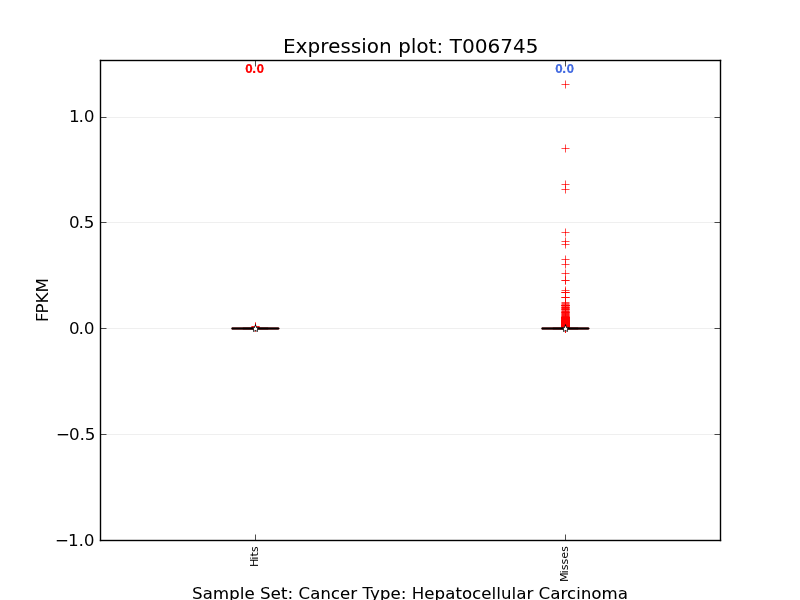 Expression plot: T006745
0.0 0.0
1.0
0.5
FPKM
0.0
−0.5
−1.0
Hits
Misses
Sample Set: Cancer Type: Hepatocellular Carcinoma